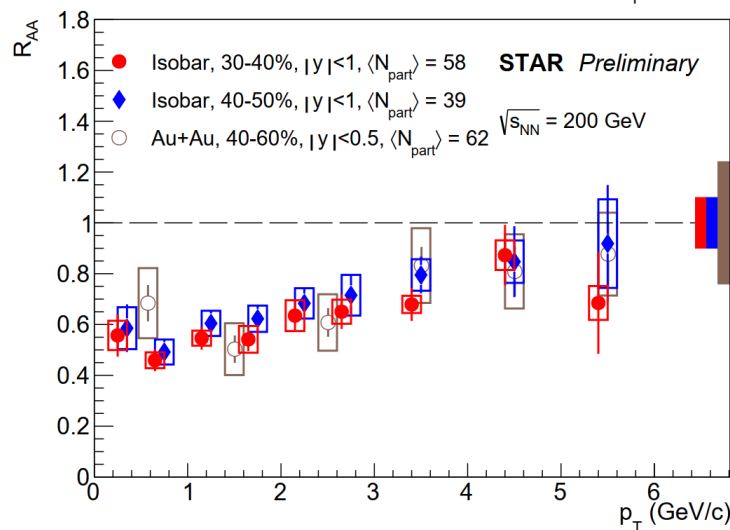 R_AA
1.8
1.6
1.4
1.2
1
0.8
0.6
0.4
0.2
0
Isobar, 30-40%, |y|<1, ⟨N_part⟩ = 58
Isobar, 40-50%, |y|<1, ⟨N_part⟩ = 39
Au+Au, 40-60%, |y|<0.5, ⟨N_part⟩ = 62
STAR Preliminary
√s_NN = 200 GeV
0 1 2 3 4 5 6
p_T (GeV/c)